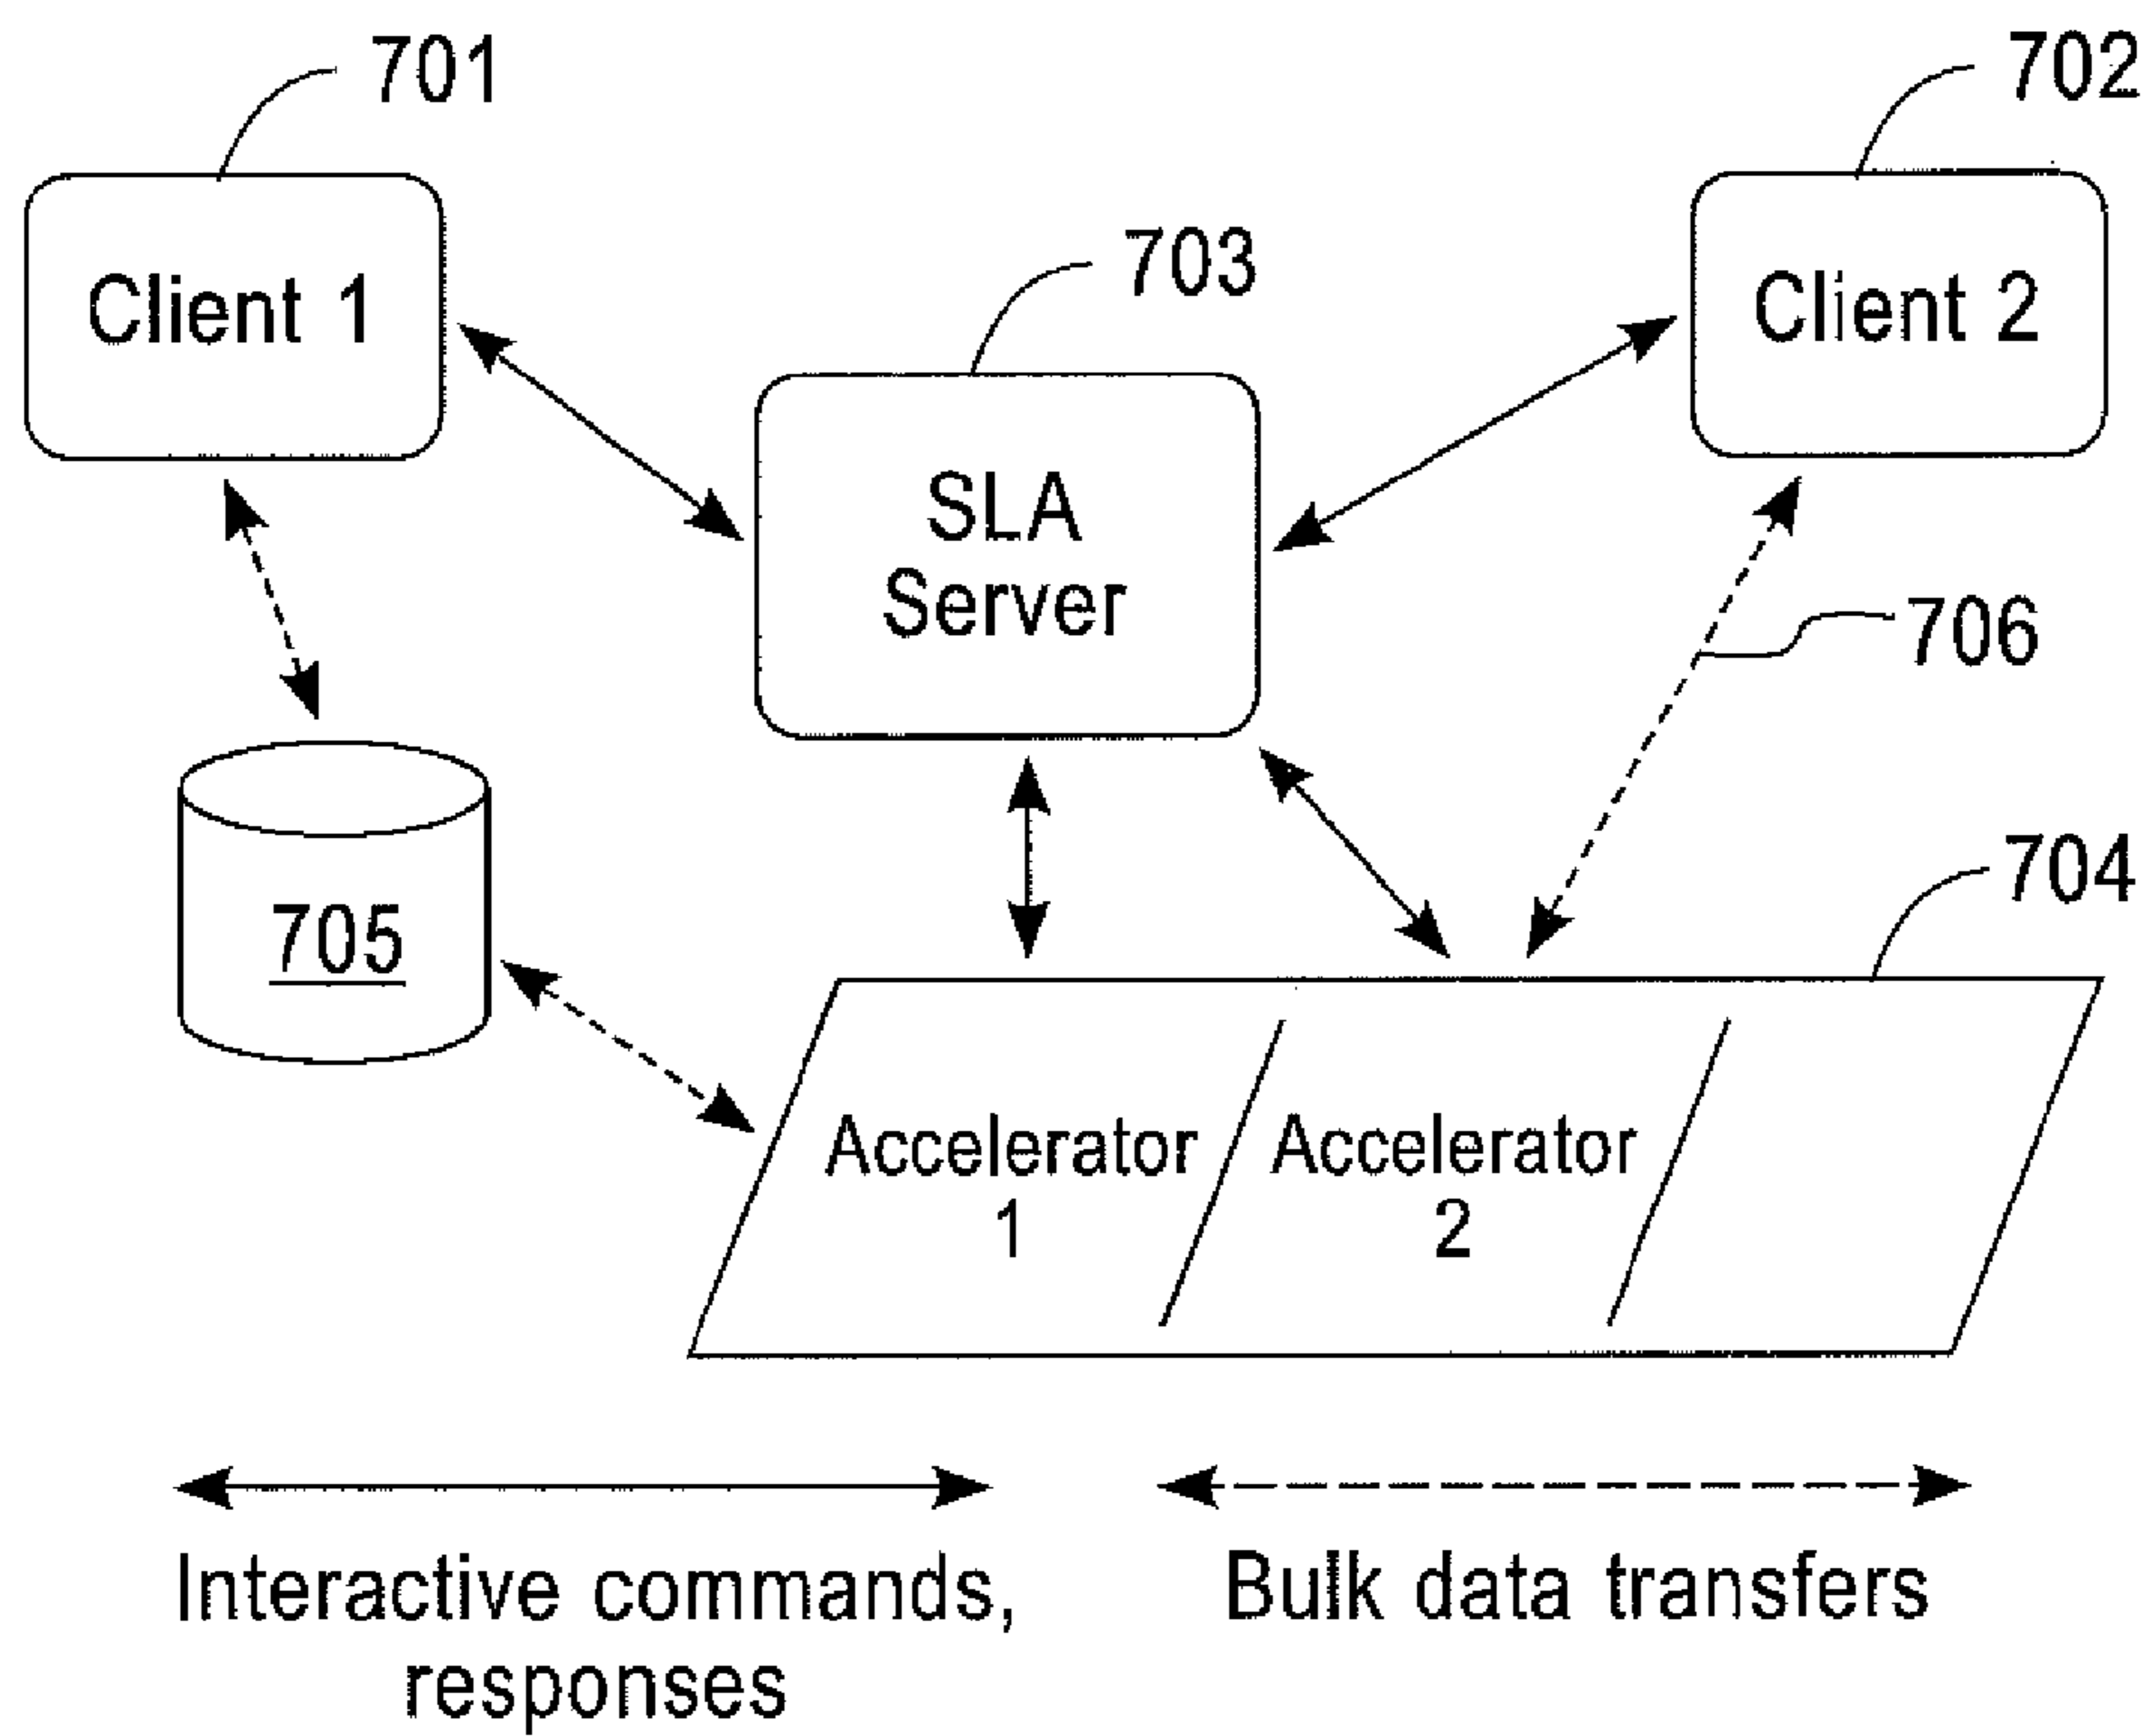 701
702
Client 1
703
Client 2
SLA
Server
706
704
705
Accelerator
1
Accelerator
2
Interactive commands,
responses
Bulk data transfers